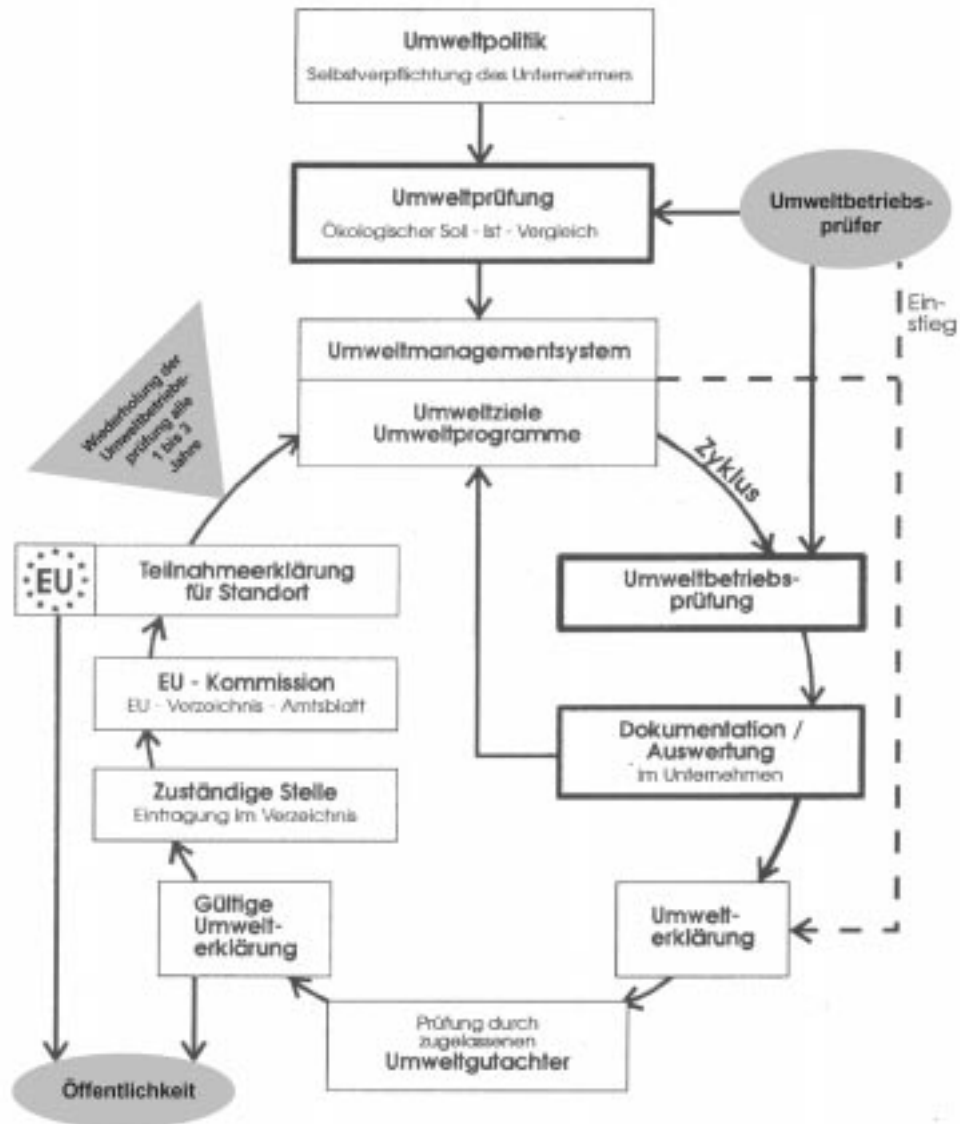 Umweltpolitik
Selbstverpflichtung des Unternehmers
Umweltprüfung
Ökologischer Soll - Ist - Vergleich
Umweltbetriebs-
prüfer
Ein-
stieg
Umweltmanagementsystem
Umweltziele
Umweltprogramme
Wiederholung der
Umweltbetriebs-
prüfung alle
1 bis 3
Jahre
Zyklus
EU
Teilnahmeerklärung
für Standort
Umweltbetriebs-
prüfung
EU - Kommission
EU - Verzeichnis - Amtsblatt
Dokumentation /
Auswertung
im Unternehmen
Zuständige Stelle
Eintragung im Verzeichnis
Gültige
Umwelt-
erklärung
Umwelt-
erklärung
Prüfung durch
zugelassenen
Umweltgutachter
Öffentlichkeit